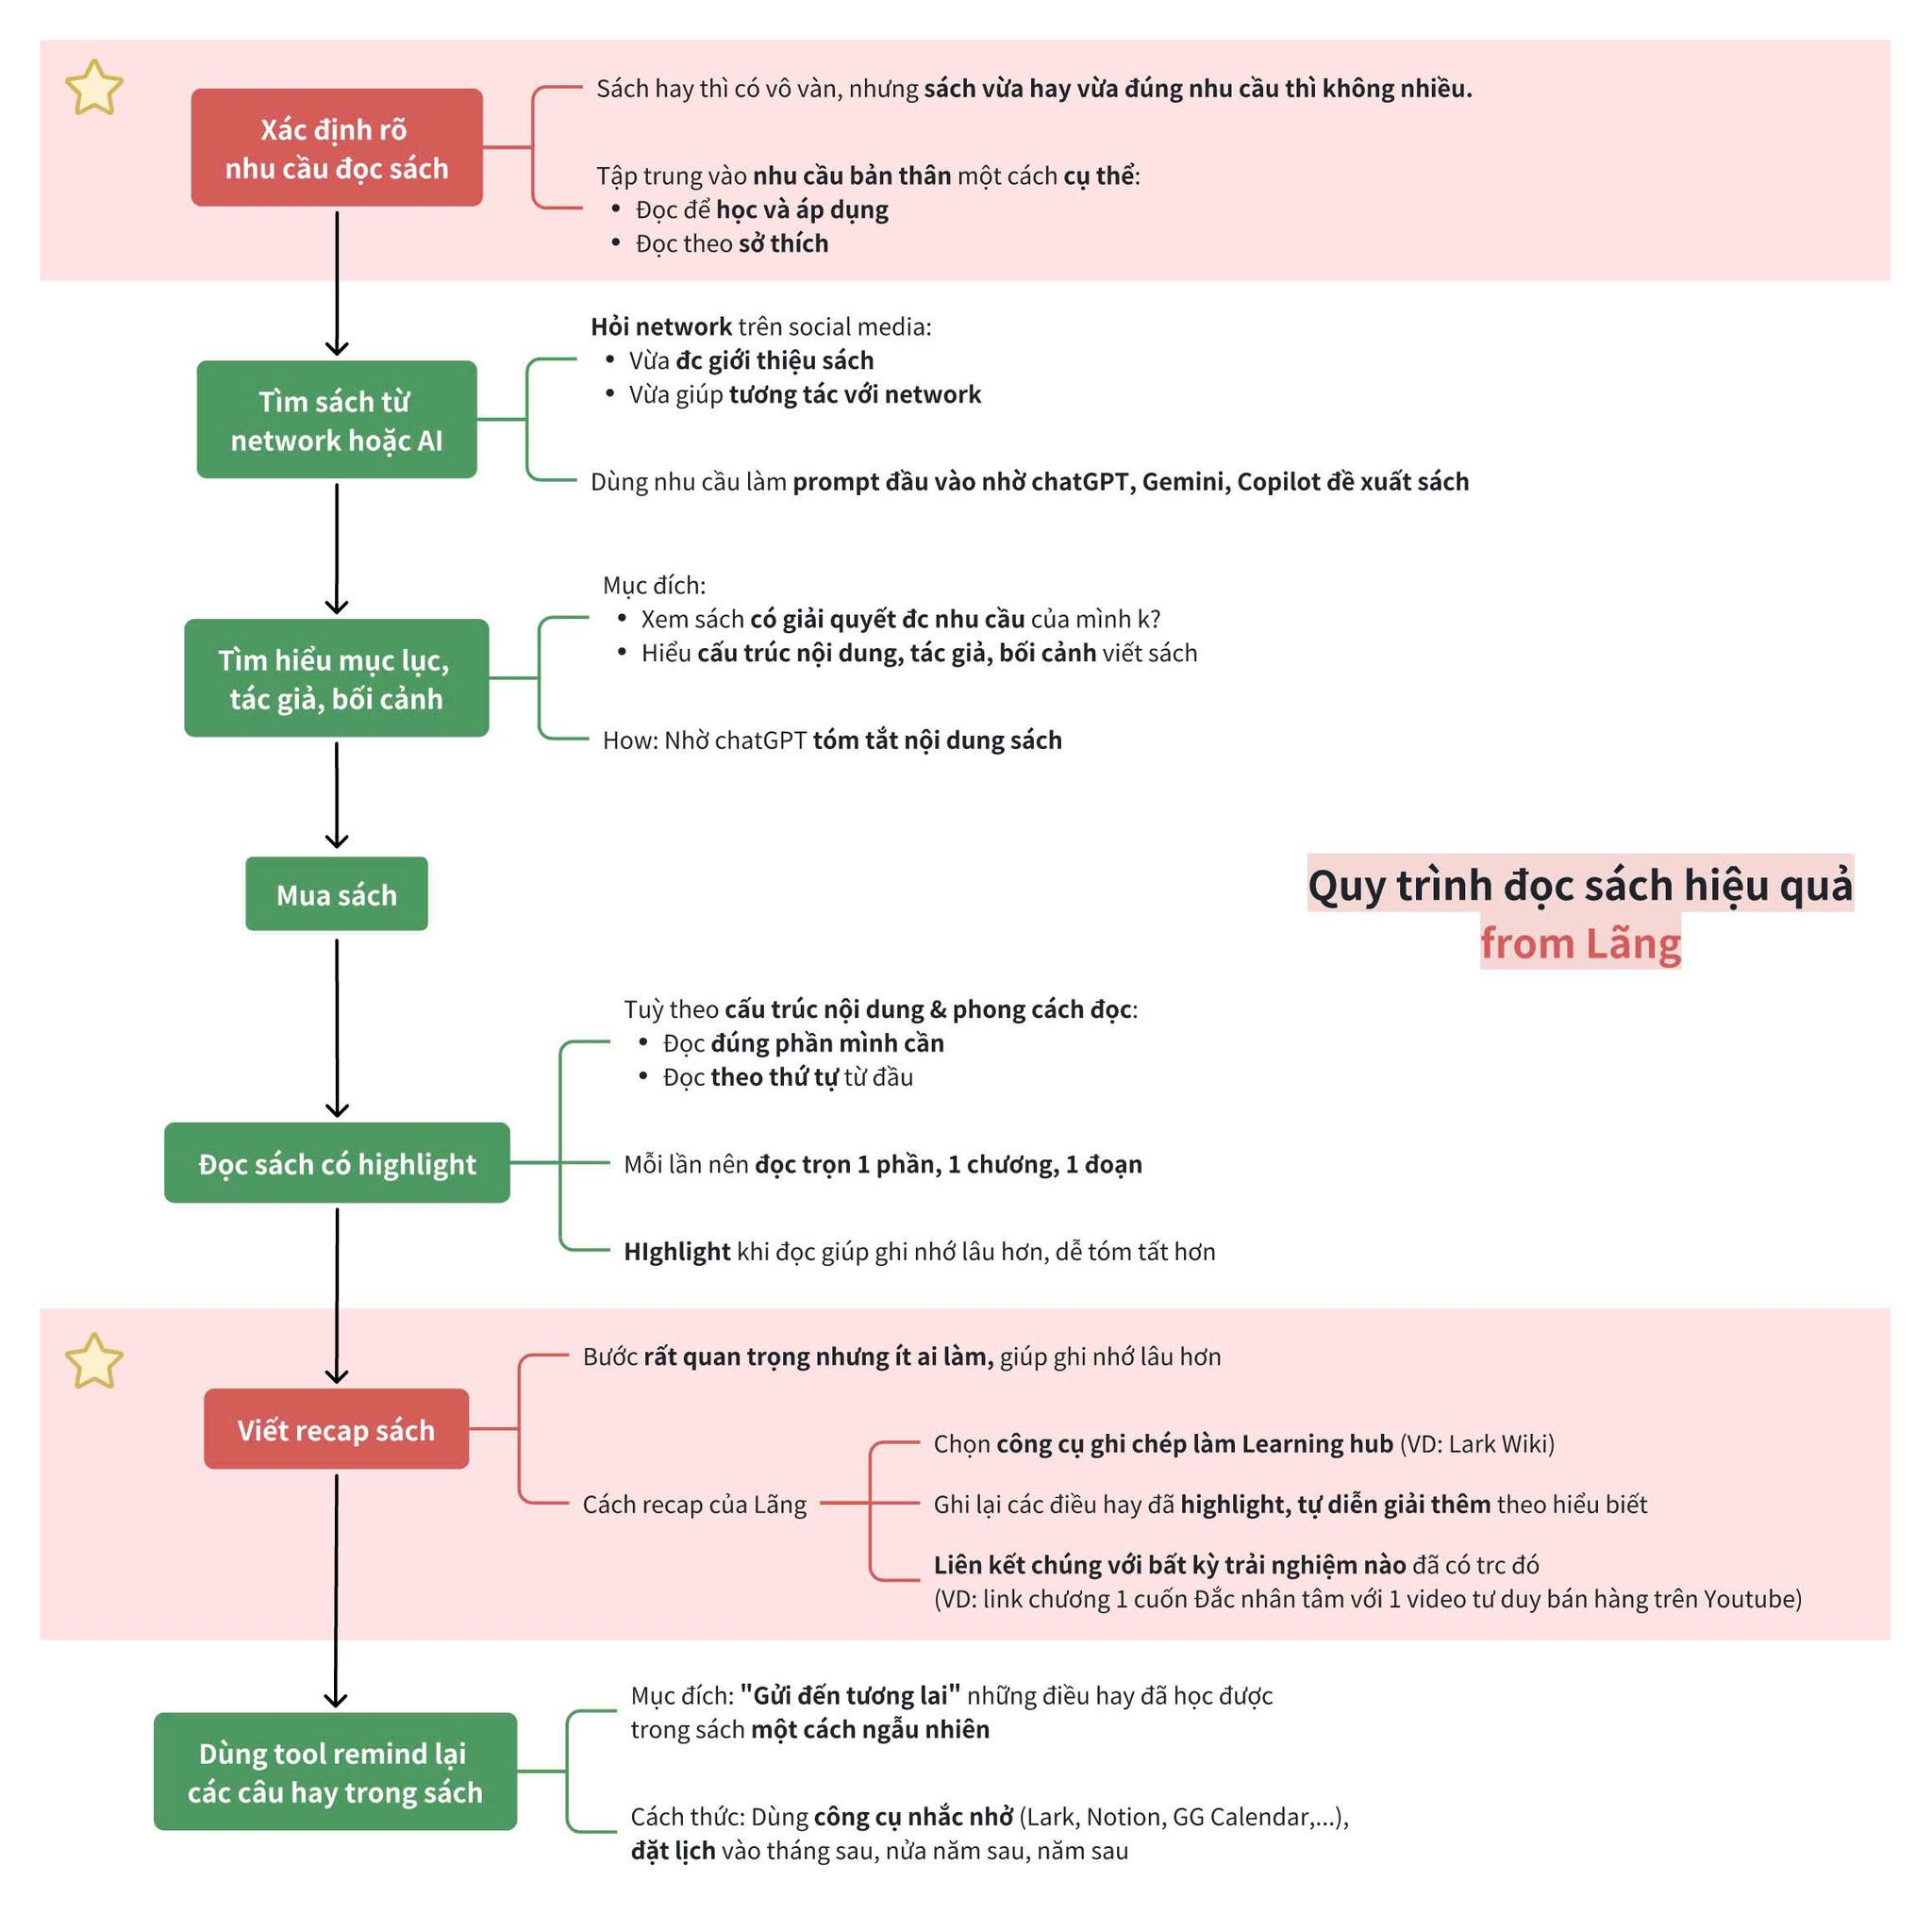 Xác định rõ
nhu cầu đọc sách
Sách hay thì có vô vàn, nhưng sách vừa hay vừa đúng nhu cầu thì không nhiều.
Tập trung vào nhu cầu bản thân một cách cụ thể:
• Đọc để học và áp dụng
• Đọc theo sở thích
Tìm sách từ
network hoặc AI
Hỏi network trên social media:
• Vừa đc giới thiệu sách
• Vừa giúp tương tác với network
Dùng nhu cầu làm prompt đầu vào nhờ chatGPT, Gemini, Copilot đề xuất sách
Tìm hiểu mục lục,
tác giả, bối cảnh
Mục đích:
• Xem sách có giải quyết đc nhu cầu của mình k?
• Hiểu cấu trúc nội dung, tác giả, bối cảnh viết sách
How: Nhờ chatGPT tóm tắt nội dung sách
Mua sách
Quy trình đọc sách hiệu quả
from Lãng
Đọc sách có highlight
Tuỳ theo cấu trúc nội dung & phong cách đọc:
• Đọc đúng phần mình cần
• Đọc theo thứ tự từ đầu
Mỗi lần nên đọc trọn 1 phần, 1 chương, 1 đoạn
HIghlight khi đọc giúp ghi nhớ lâu hơn, dễ tóm tất hơn
Viết recap sách
Bước rất quan trọng nhưng ít ai làm, giúp ghi nhớ lâu hơn
Cách recap của Lãng
Chọn công cụ ghi chép làm Learning hub (VD: Lark Wiki)
Ghi lại các điều hay đã highlight, tự diễn giải thêm theo hiểu biết
Liên kết chúng với bất kỳ trải nghiệm nào đã có trc đó
(VD: link chương 1 cuốn Đắc nhân tâm với 1 video tư duy bán hàng trên Youtube)
Dùng tool remind lại
các câu hay trong sách
Mục đích: "Gửi đến tương lai" những điều hay đã học được
trong sách một cách ngẫu nhiên
Cách thức: Dùng công cụ nhắc nhở (Lark, Notion, GG Calendar,...),
đặt lịch vào tháng sau, nửa năm sau, năm sau